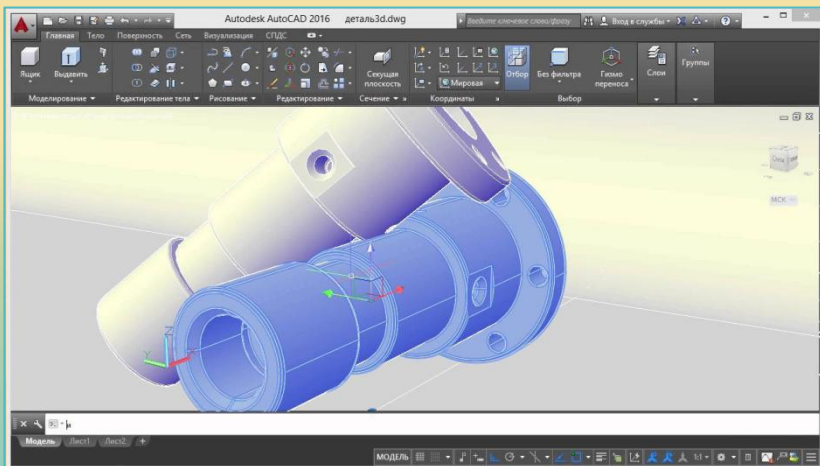 Autodesk AutoCAD 2016 деталь3d.dwg
Введите ключевое слово/фразу
Вход в службы
Главная Тело Поверхность Сеть Визуализация СПДС
Ящик Выдавить
Секущая плоскость
Мировая
Отбор Без фильтра Гизмо переноса
Слои Группы
Моделирование Редактирование тела Рисование Редактирование Сечение Координаты Выбор
МСК
Z
Y
Модель Лист1 Лист2 +
МОДЕЛЬ 1:1